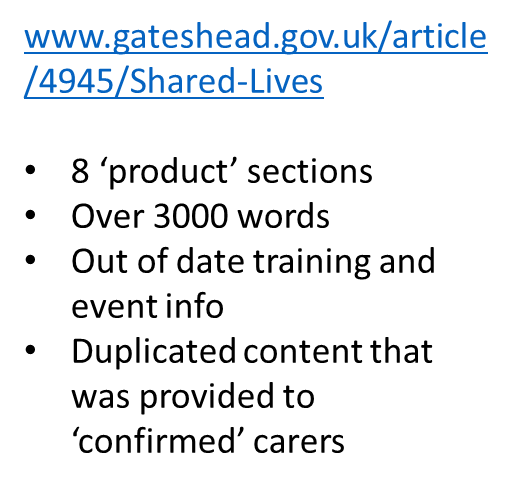 www.gateshead.gov.uk/article
/4945/Shared-Lives
• 8 ‘product’ sections
• Over 3000 words
• Out of date training and
event info
• Duplicated content that
was provided to
‘confirmed’ carers